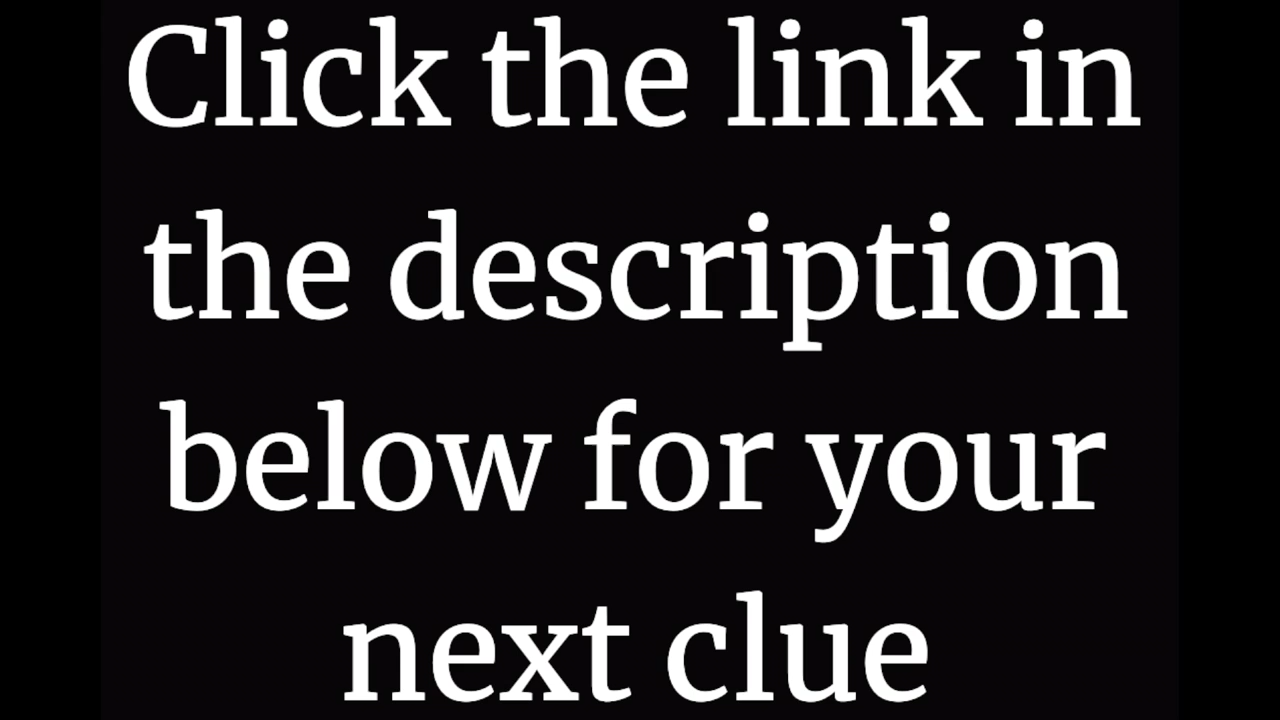 Click the link in
the description
below for your
next clue